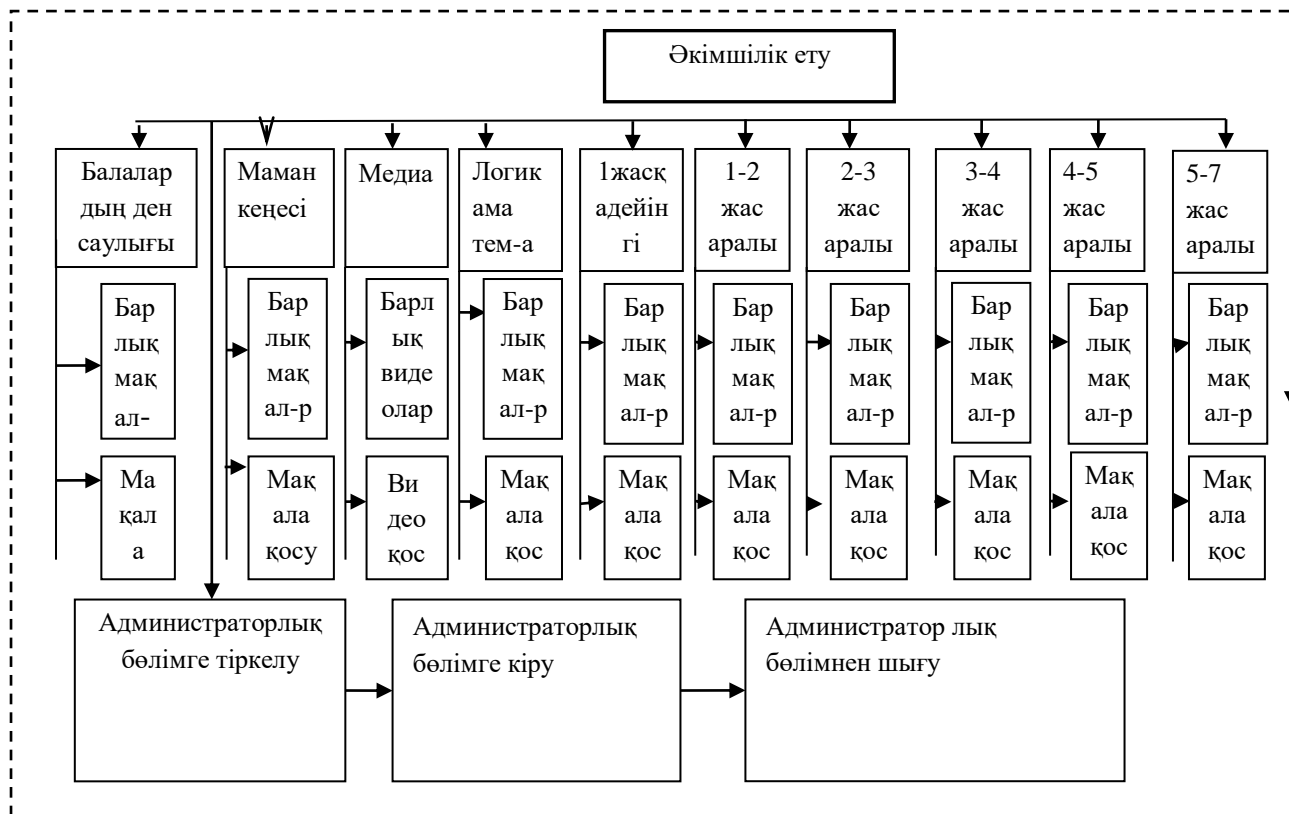 Әкімшілік ету
Балалар
дың ден
саулығы
Маман
кеңесі
Медиа
Логик
ама
тем-а
1жасқ
адейін
гі
1-2
жас
аралы
2-3
жас
аралы
3-4
жас
аралы
4-5
жас
аралы
5-7
жас
аралы
Бар
лық
мақ
ал-
Бар
лық
мақ
ал-р
Барл
ық
виде
олар
Бар
лық
мақ
ал-р
Бар
лық
мақ
ал-р
Бар
лық
мақ
ал-р
Бар
лық
мақ
ал-р
Бар
лық
мақ
ал-р
Бар
лық
мақ
ал-р
Бар
лық
мақ
ал-р
Ма
қал
а
Мақ
ала
қосу
Ви
део
қос
Мақ
ала
қос
Мақ
ала
қос
Мақ
ала
қос
Мақ
ала
қос
Мақ
ала
қос
Мақ
ала
қос
Мақ
ала
қос
Администраторлық
бөлімге тіркелу
Администраторлық
бөлімге кіру
Администратор лық
бөлімнен шығу